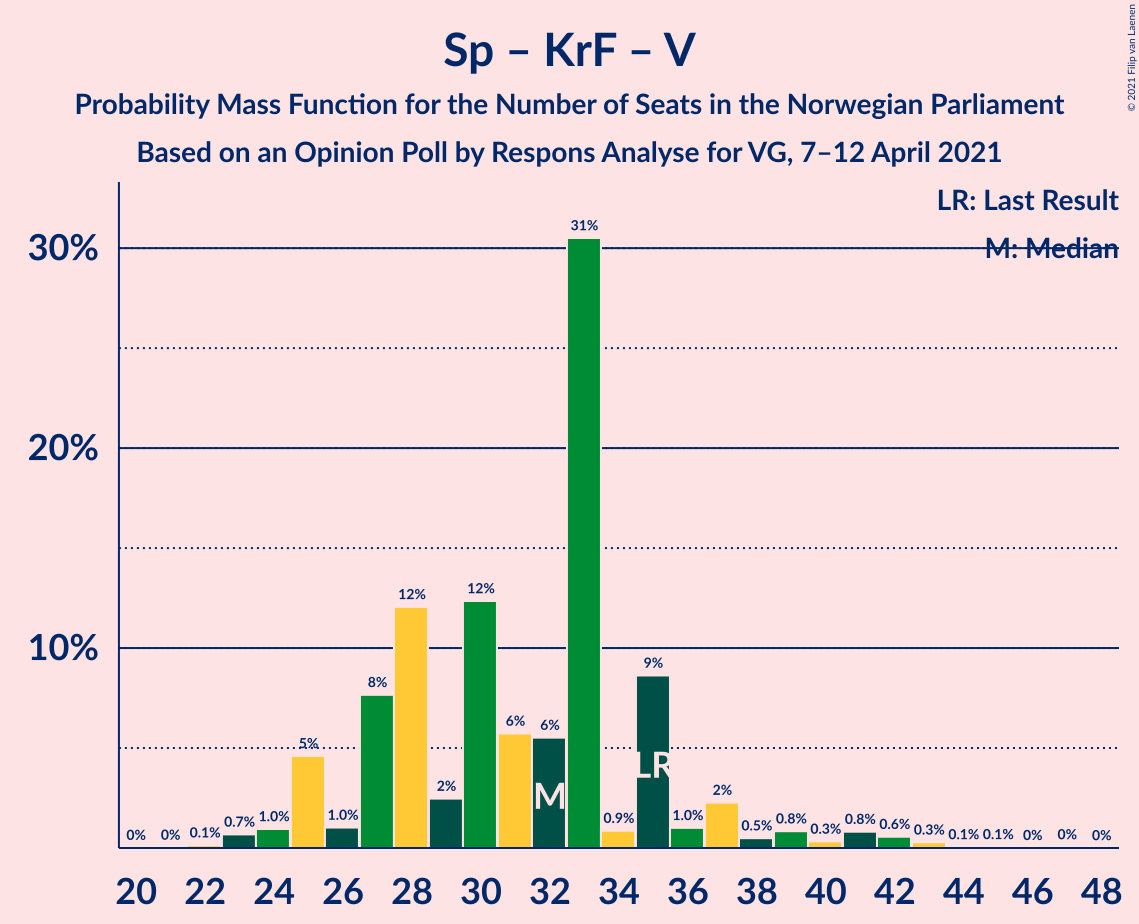 © 2021 Filip van Laenen
Sp – KrF – V
Probability Mass Function for the Number of Seats in the Norwegian Parliament
Based on an Opinion Poll by Respons Analyse for VG, 7–12 April 2021
LR: Last Result
M: Median
30%
20%
10%
0% 0% 0.1% 0.7% 1.0% 5% 1.0% 8% 12% 2% 12% 6% 6% 31% 0.9% 9% 1.0% 2% 0.5% 0.8% 0.3% 0.8% 0.6% 0.3% 0.1% 0.1% 0% 0% 0%
M
LR
20 22 24 26 28 30 32 34 36 38 40 42 44 46 48